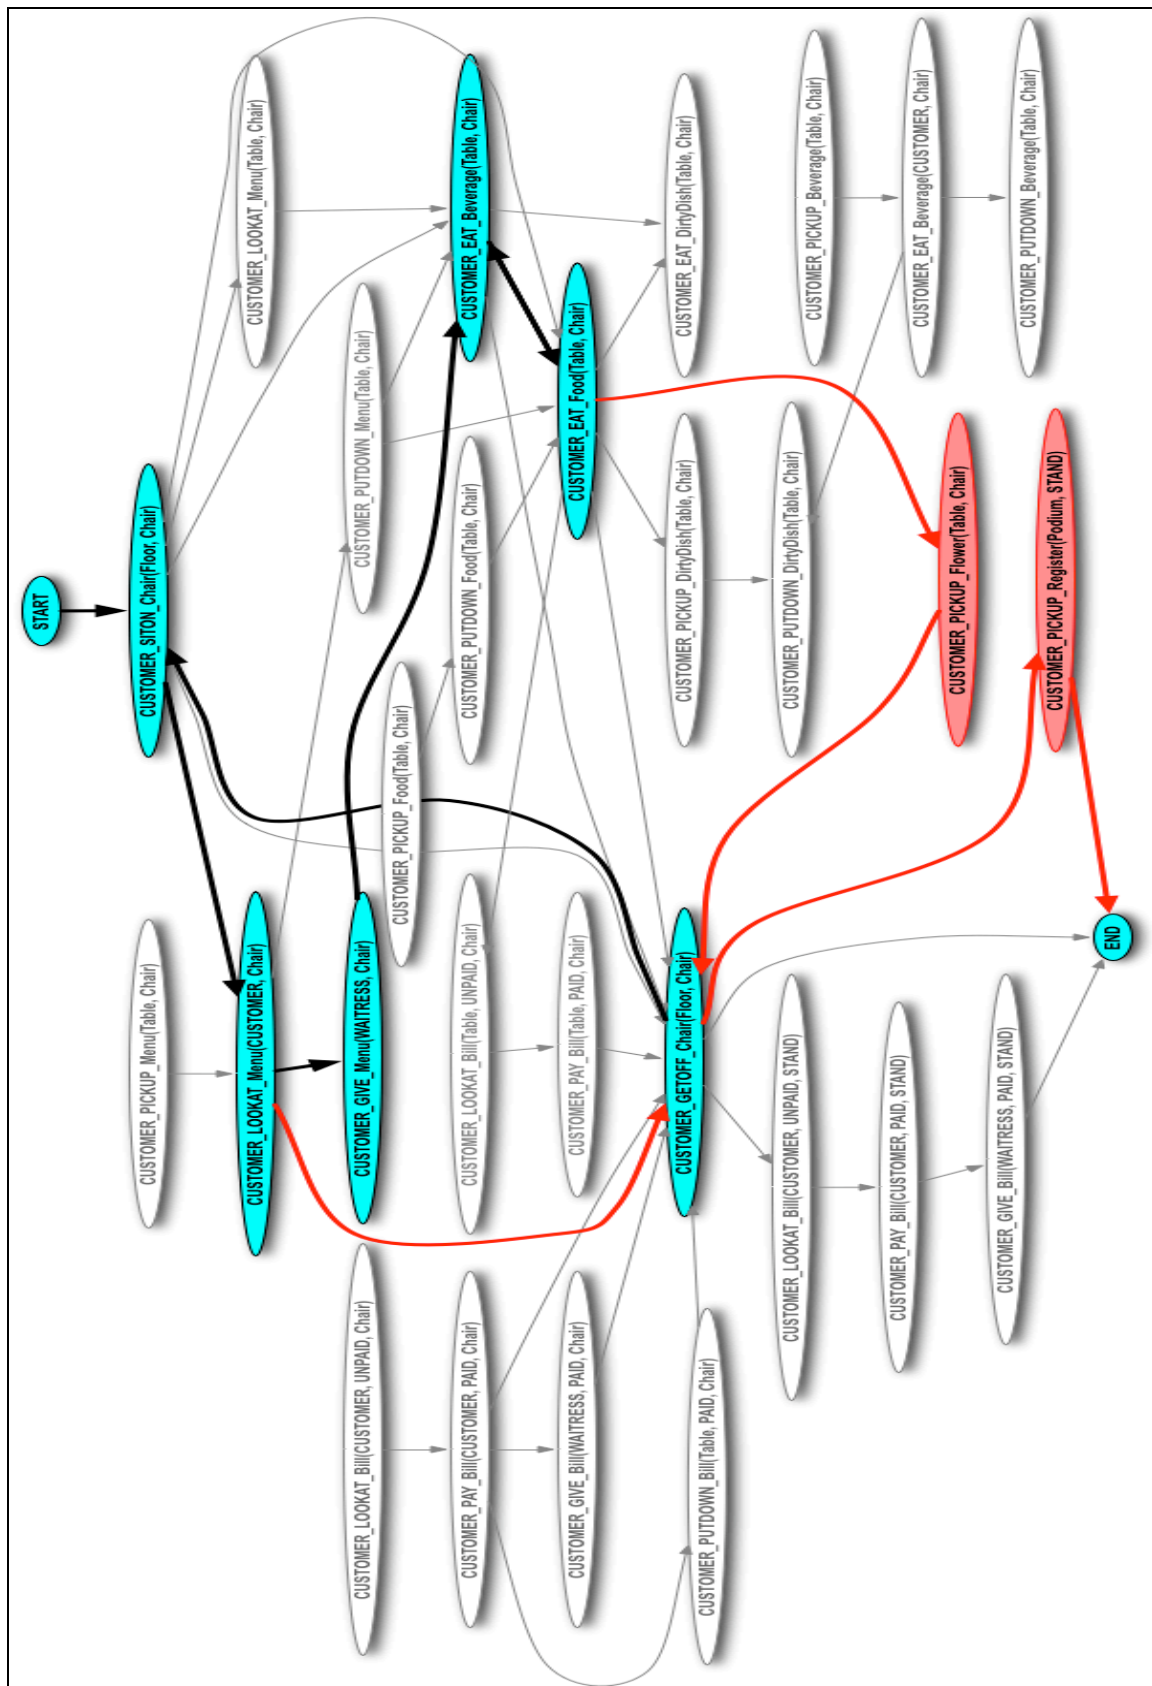 START
CUSTOMER_SITON_Chair(Floor, Chair)
CUSTOMER_PICKUP_Menu(Table, Chair)
CUSTOMER_LOOKAT_Menu(Table, Chair)
CUSTOMER_LOOKAT_Menu(CUSTOMER, Chair)
CUSTOMER_PUTDOWN_Menu(Table, Chair)
CUSTOMER_GIVE_Menu(WAITRESS, Chair)
CUSTOMER_LOOKAT_Bill(CUSTOMER, UNPAID, Chair)
CUSTOMER_PICKUP_Food(Table, Chair)
CUSTOMER_EAT_Beverage(Table, Chair)
CUSTOMER_PUTDOWN_Food(Table, Chair)
CUSTOMER_LOOKAT_Bill(Table, UNPAID, Chair)
CUSTOMER_PAY_Bill(CUSTOMER, PAID, Chair)
CUSTOMER_EAT_Food(Table, Chair)
CUSTOMER_PAY_Bill(Table, PAID, Chair)
CUSTOMER_GIVE_Bill(WAITRESS, PAID, Chair)
CUSTOMER_EAT_DirtyDish(Table, Chair)
CUSTOMER_PICKUP_DirtyDish(Table, Chair)
CUSTOMER_GETOFF_Chair(Floor, Chair)
CUSTOMER_PUTDOWN_Bill(Table, PAID, Chair)
CUSTOMER_PICKUP_Beverage(Table, Chair)
CUSTOMER_PUTDOWN_DirtyDish(Table, Chair)
CUSTOMER_LOOKAT_Bill(CUSTOMER, UNPAID, STAND)
CUSTOMER_EAT_Beverage(CUSTOMER, Chair)
CUSTOMER_PAY_Bill(CUSTOMER, PAID, STAND)
CUSTOMER_PICKUP_Flower(Table, Chair)
CUSTOMER_GIVE_Bill(WAITRESS, PAID, STAND)
CUSTOMER_PUTDOWN_Beverage(Table, Chair)
CUSTOMER_PICKUP_Register(Podium, STAND)
END